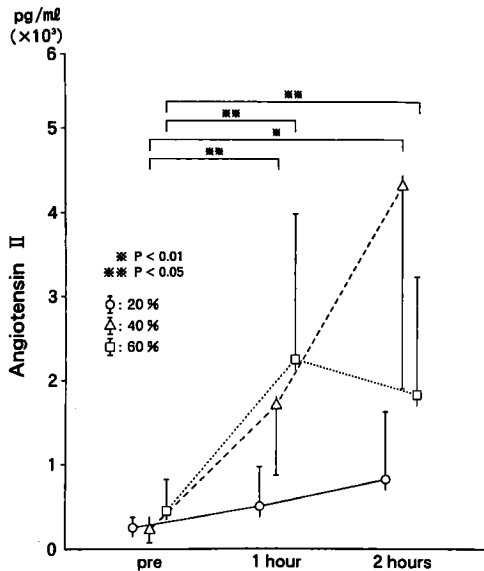 pg/mℓ
(×10³)
6
5
4
3
2
1
0
Angiotensin Ⅱ
※※
※※
※
※※
※ P < 0.01
※※ P < 0.05
○: 20 %
△: 40 %
□: 60 %
pre 1 hour 2 hours